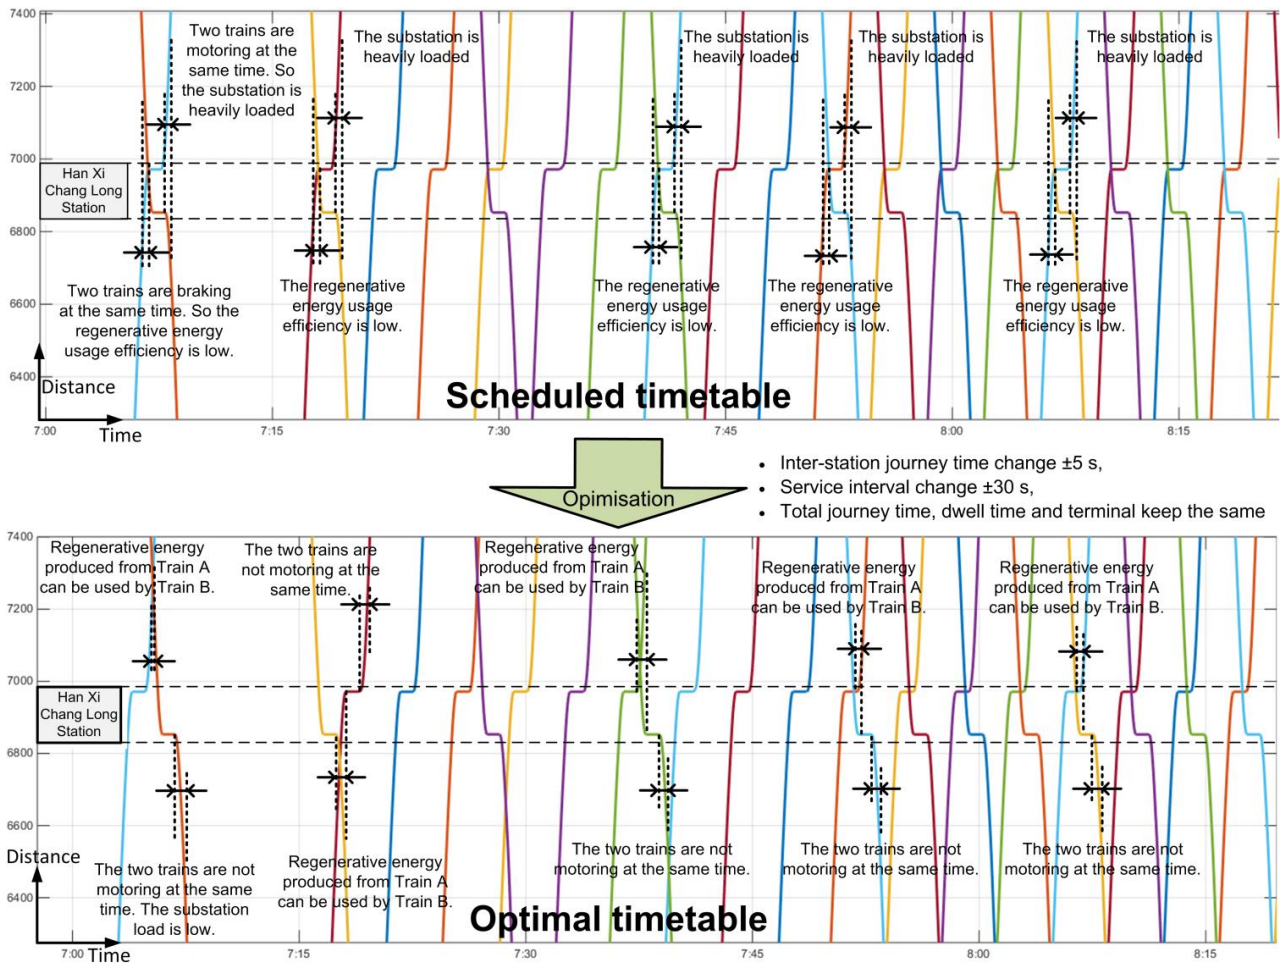 7400
7200
7000
6800
6600
6400
Two trains are
motoring at the
same time. So
the substation is
heavily loaded
The substation is
heavily loaded
The substation is
heavily loaded
The substation is
heavily loaded
The substation is
heavily loaded
Han Xi
Chang Long
Station
Two trains are braking
at the same time. So the
regenerative energy
usage efficiency is low.
The regenerative
energy usage
efficiency is low.
The regenerative
energy usage
efficiency is low.
The regenerative
energy usage
efficiency is low.
The regenerative
energy usage
efficiency is low.
Distance
Scheduled timetable
7:00
7:15
7:30
7:45
8:00
8:15
Time
Opimisation
• Inter-station journey time change ±5 s,
• Service interval change ±30 s,
• Total journey time, dwell time and terminal keep the same
7400
7200
7000
6800
6600
6400
Regenerative energy
produced from Train A
can be used by Train B.
The two trains are
not motoring at the
same time.
Regenerative energy
produced from Train A
can be used by Train B.
Regenerative energy
produced from Train A
can be used by Train B.
Regenerative energy
produced from Train A
can be used by Train B.
Han Xi
Chang Long
Station
Distance
The two trains are not
motoring at the same
time. The substation
load is low.
Regenerative energy
produced from Train A
can be used by Train B.
The two trains are not
motoring at the same time.
The two trains are not
motoring at the same time.
The two trains are not
motoring at the same time.
Optimal timetable
7:00
7:15
7:30
7:45
8:00
8:15
Time